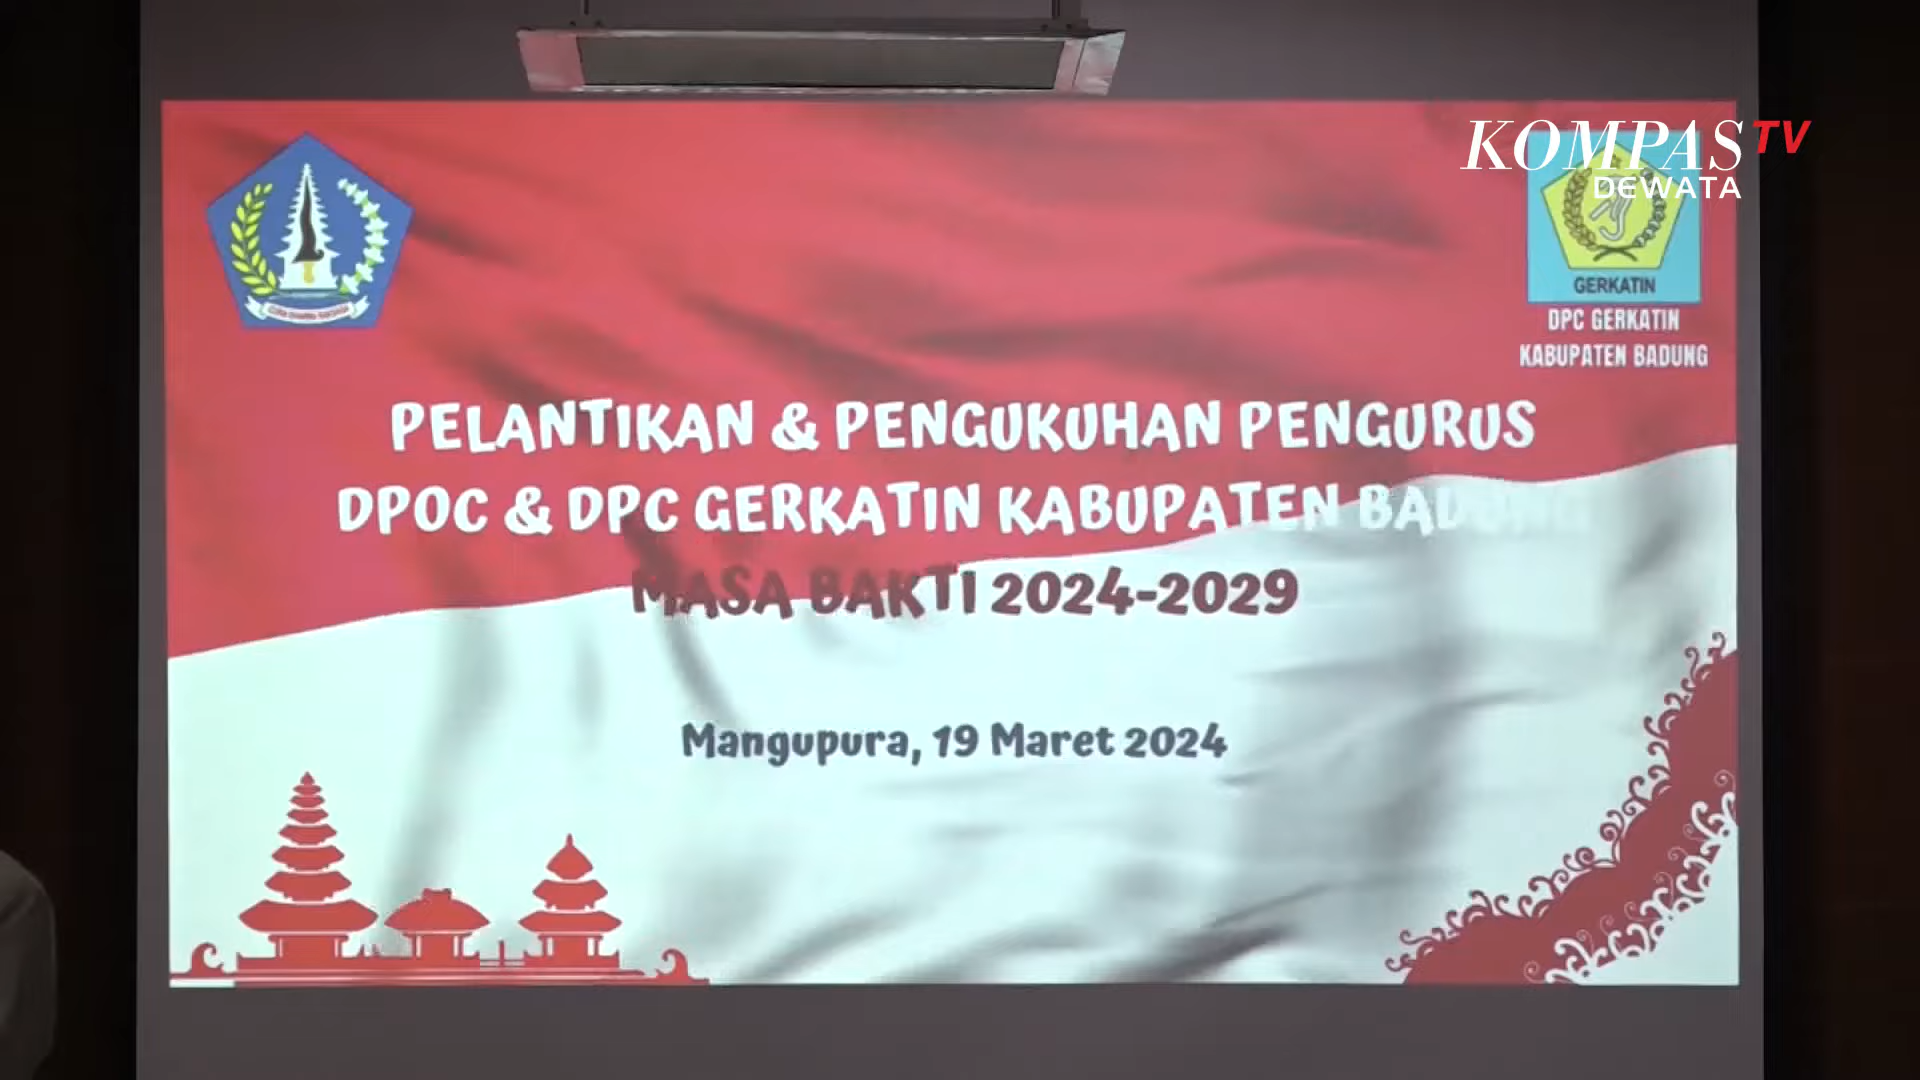 KOMPAS TV
DEWATA
GERKATIN
DPC GERKATIN
KABUPATEN BADUNG
PELANTIKAN & PENGUKUHAN PENGURUS
DPOC & DPC GERKATIN KABUPATEN BADUNG
MASA BAKTI 2024-2029
Mangupura, 19 Maret 2024